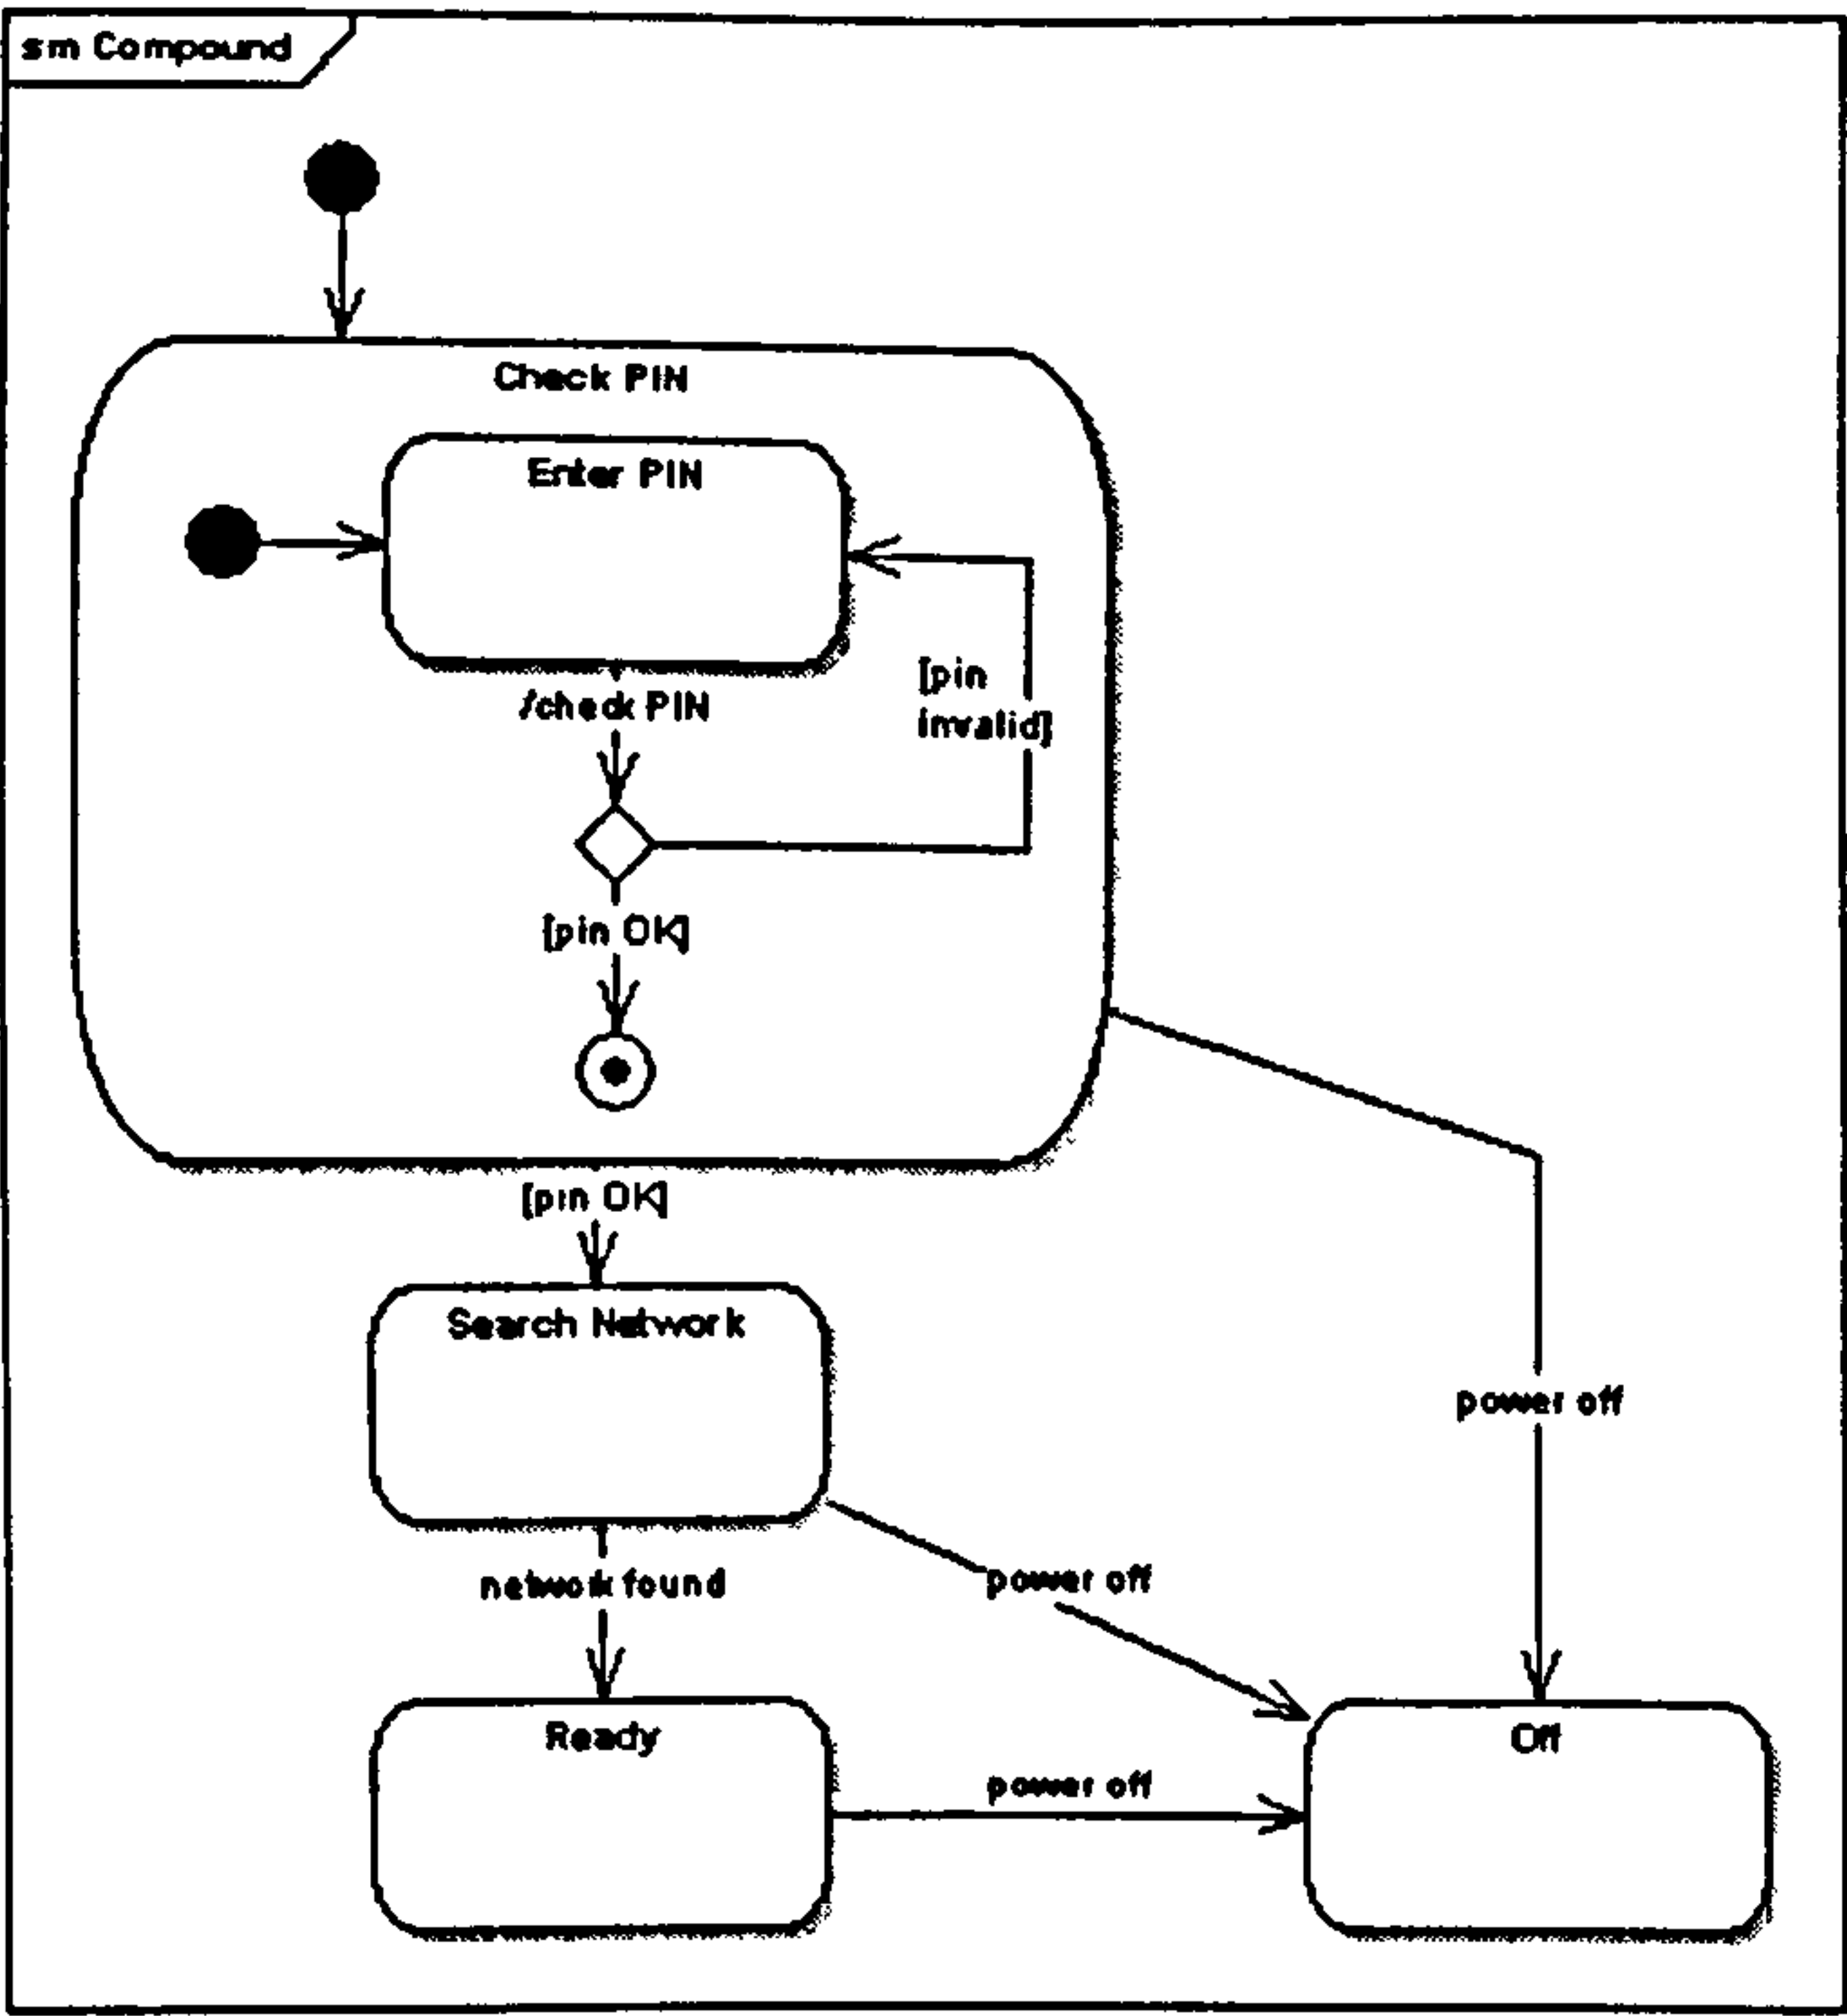 sm Compound
Check PIN
Enter PIN
/check PIN
[pin
invalid]
[pin OK]
[pin OK]
Search Network
power off
network found
power off
Ready
Off
power off